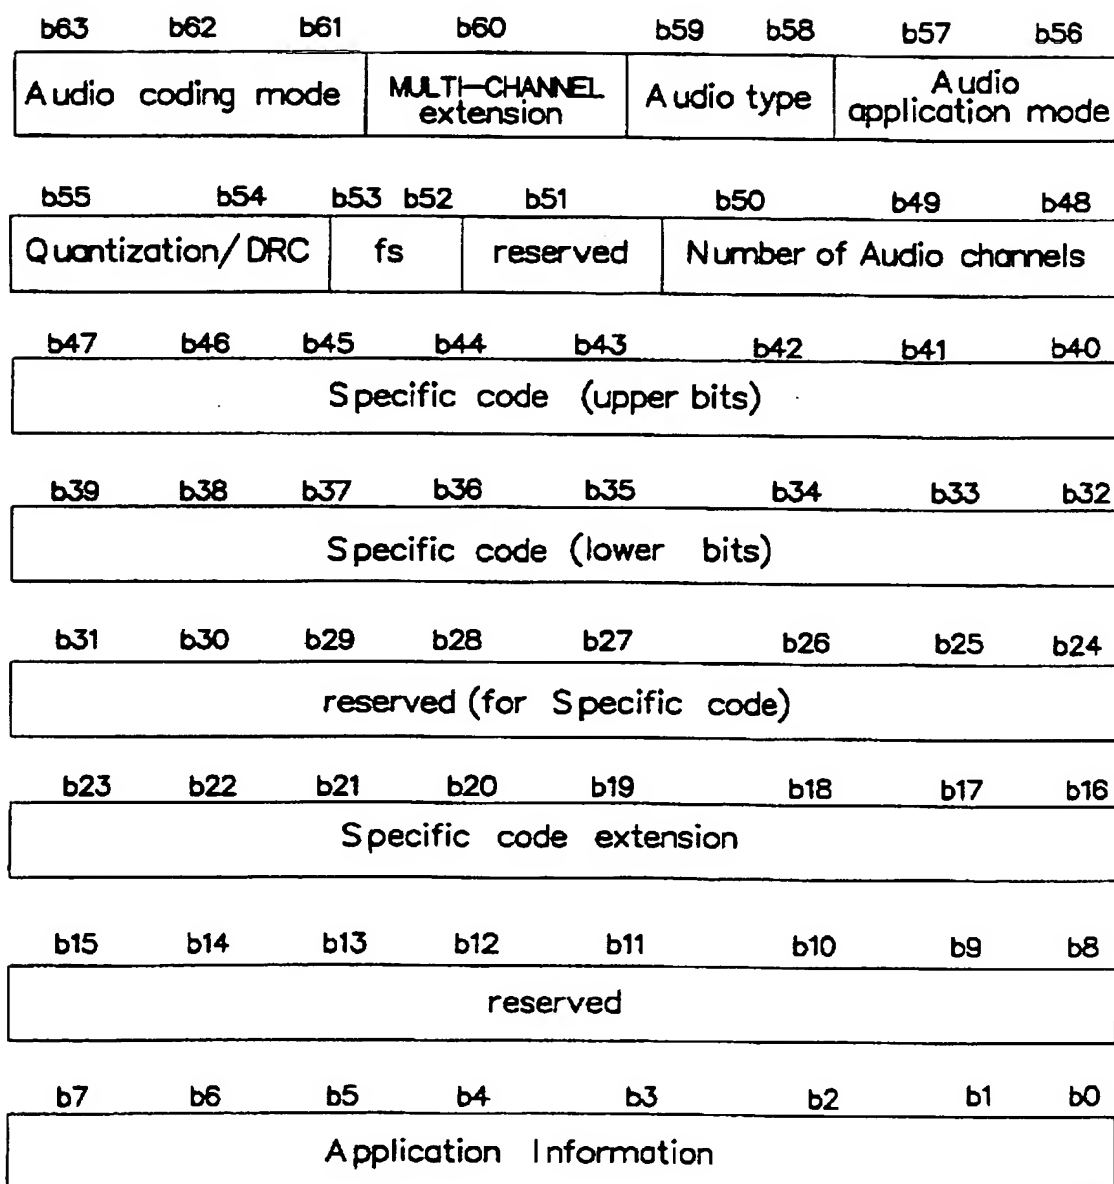 b63 b62 b61 b60 b59 b58 b57 b56
Audio coding mode MULTI-CHANNEL extension Audio type Audio application mode
b55 b54 b53 b52 b51 b50 b49 b48
Quantization/DRC fs reserved Number of Audio channels
b47 b46 b45 b44 b43 b42 b41 b40
Specific code (upper bits)
b39 b38 b37 b36 b35 b34 b33 b32
Specific code (lower bits)
b31 b30 b29 b28 b27 b26 b25 b24
reserved (for Specific code)
b23 b22 b21 b20 b19 b18 b17 b16
Specific code extension
b15 b14 b13 b12 b11 b10 b9 b8
reserved
b7 b6 b5 b4 b3 b2 b1 b0
Application Information